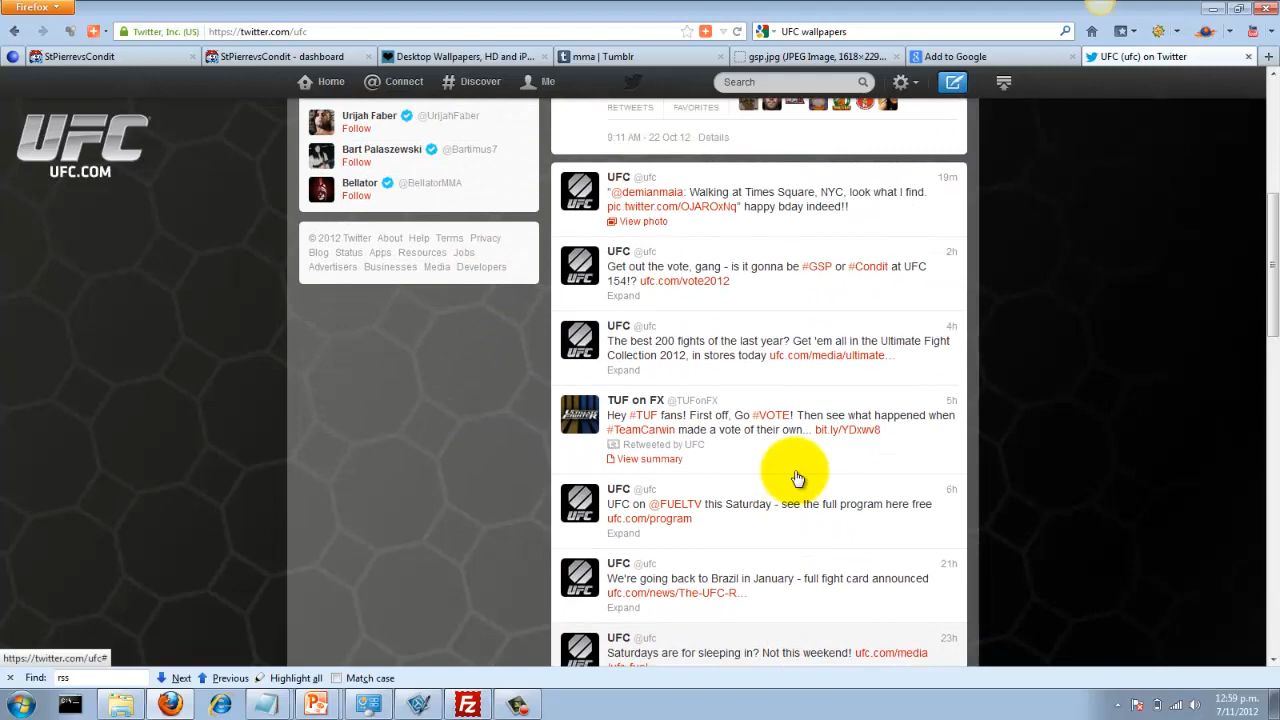 Firefox
Twitter, Inc. (US)
https://twitter.com/ufc
UFC wallpapers
StPierrevsCondit
StPierrevsCondit - dashboard
Desktop Wallpapers, HD and iP...
mma | Tumblr
gsp.jpg (JPEG Image, 1618×229...
Add to Google
UFC (ufc) on Twitter
Home
Connect
Discover
Me
Search
UFC
UFC.COM
Urijah Faber @UrijahFaber
Follow
Bart Palaszewski @Bartimus7
Follow
Bellator @BellatorMMA
Follow
© 2012 Twitter About Help Terms Privacy
Blog Status Apps Resources Jobs
Advertisers Businesses Media Developers
RETWEETS FAVORITES
9:11 AM - 22 Oct 12 · Details
UFC @ufc 19m
"@demianmaia: Walking at Times Square, NYC, look what I find.
pic.twitter.com/OJAROxNq" happy bday indeed!!
View photo
UFC @ufc 2h
Get out the vote, gang - is it gonna be #GSP or #Condit at UFC
154!? ufc.com/vote2012
Expand
UFC @ufc 4h
The best 200 fights of the last year? Get 'em all in the Ultimate Fight
Collection 2012, in stores today ufc.com/media/ultimate...
Expand
TUF on FX @TUFonFX 5h
Hey #TUF fans! First off, Go #VOTE! Then see what happened when
#TeamCarwin made a vote of their own... bit.ly/YDxwv8
Retweeted by UFC
View summary
UFC @ufc 6h
UFC on @FUELTV this Saturday - see the full program here free
ufc.com/program
Expand
UFC @ufc 21h
We're going back to Brazil in January - full fight card announced
ufc.com/news/The-UFC-R...
Expand
UFC @ufc 23h
Saturdays are for sleeping in? Not this weekend! ufc.com/media
https://twitter.com/ufc#
Find: rss Next Previous Highlight all Match case
12:59 p.m.
7/11/2012